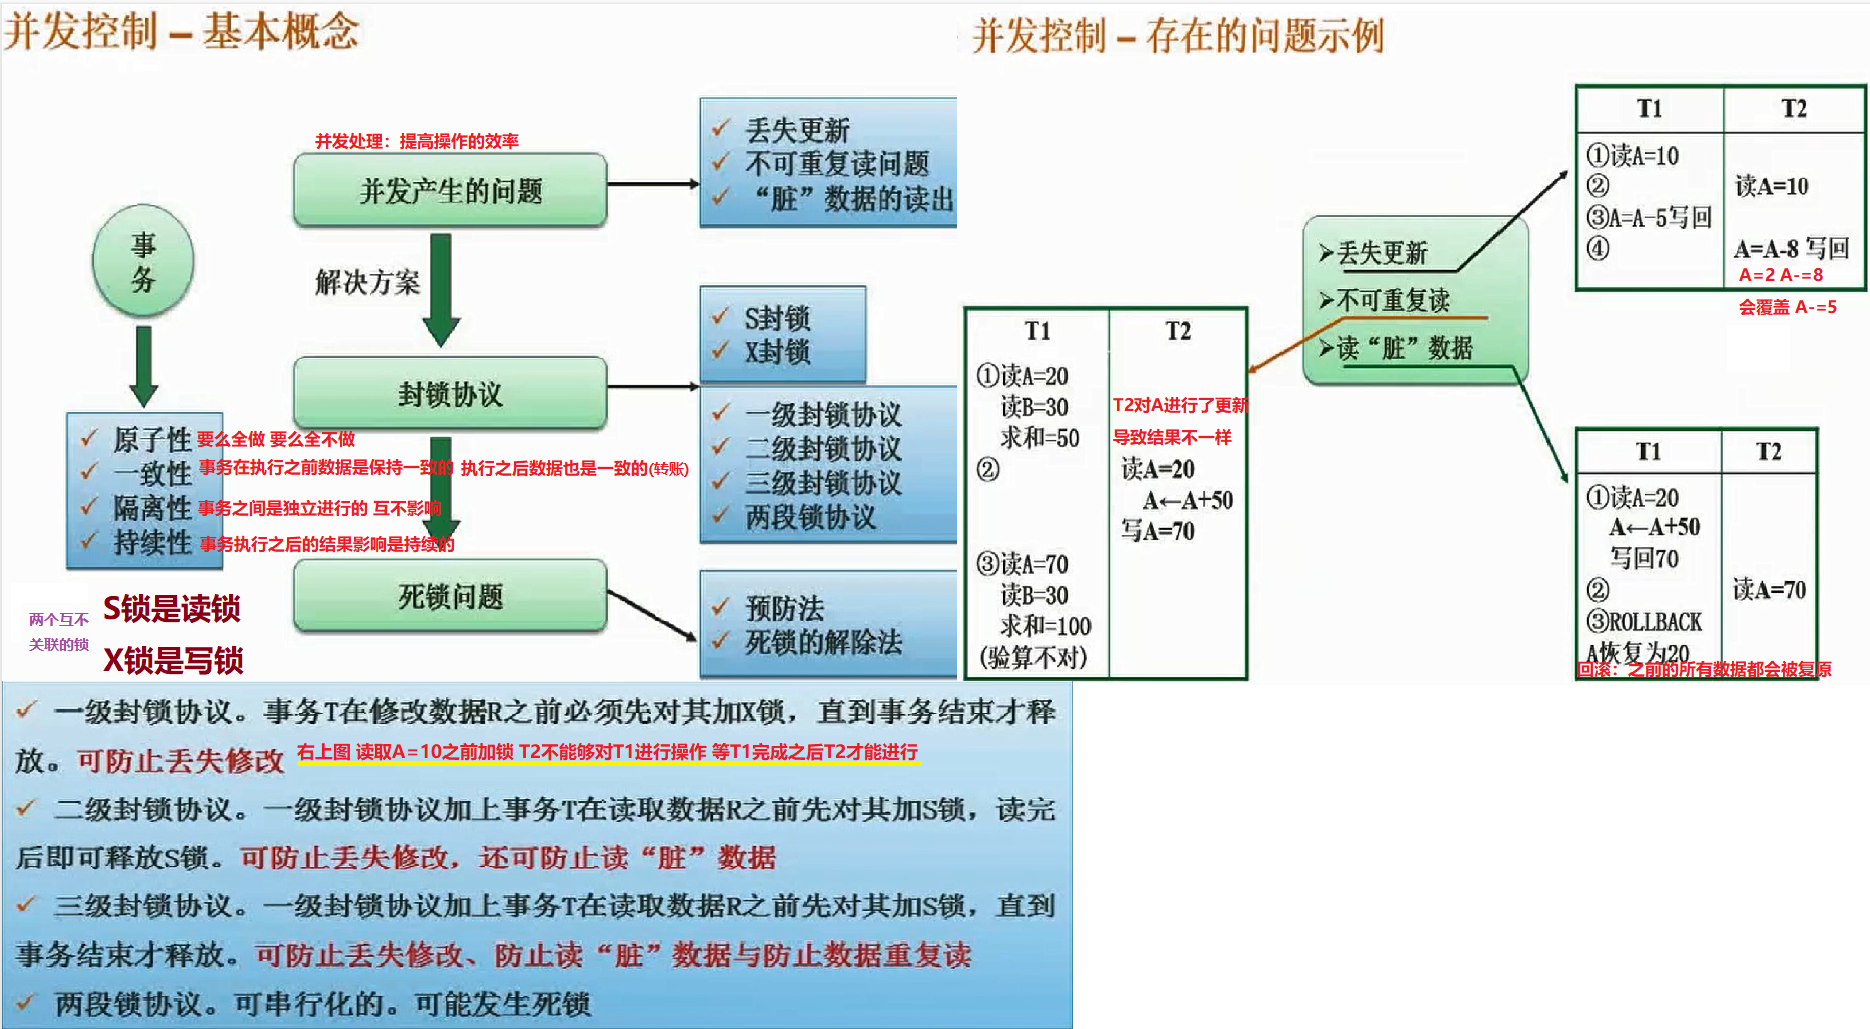 并发控制 – 基本概念
并发处理：提高操作的效率
并发产生的问题
丢失更新
不可重复读问题
“脏”数据的读出
事
务
解决方案
S封锁
X封锁
封锁协议
一级封锁协议
二级封锁协议
三级封锁协议
两段锁协议
原子性 要么全做 要么全不做
一致性 事务在执行之前数据是保持一致的 执行之后数据也是一致的(转账)
隔离性 事务之间是独立进行的 互不影响
持续性 事务执行之后的结果影响是持续的
死锁问题
预防法
死锁的解除法
两个互不
关联的锁
S锁是读锁
X锁是写锁
并发控制 – 存在的问题示例
丢失更新
不可重复读
读“脏”数据
T1 T2
①读A=10
② 读A=10
③A=A-5写回
④ A=A-8 写回
A=2 A-=8
会覆盖 A-=5
T1 T2
①读A=20
读B=30
求和=50
T2对A进行了更新
导致结果不一样
② 读A=20
A←A+50
写A=70
③读A=70
读B=30
求和=100
(验算不对)
T1 T2
①读A=20
A←A+50
写回70
② 读A=70
③ROLLBACK
A恢复为20
回滚：之前的所有数据都会被复原
一级封锁协议。事务T在修改数据R之前必须先对其加X锁，直到事务结束才释
放。可防止丢失修改 右上图 读取A=10之前加锁 T2不能够对T1进行操作 等T1完成之后T2才能进行
二级封锁协议。一级封锁协议加上事务T在读取数据R之前先对其加S锁，读完
后即可释放S锁。可防止丢失修改，还可防止读“脏”数据
三级封锁协议。一级封锁协议加上事务T在读取数据R之前先对其加S锁，直到
事务结束才释放。可防止丢失修改、防止读“脏”数据与防止数据重复读
两段锁协议。可串行化的。可能发生死锁